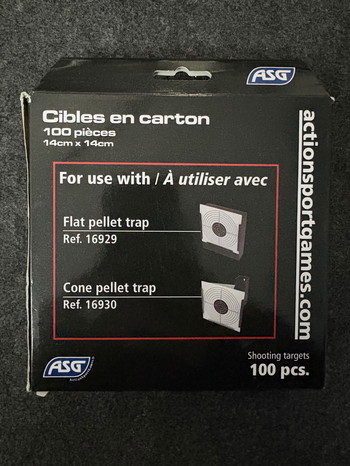 ASG
Cibles en carton
100 pièces
14cm x 14cm
actionsportgames.com
For use with / À utiliser avec
Flat pellet trap
Ref. 16929
Cone pellet trap
Ref. 16930
ASG
Shooting targets
100 pcs.